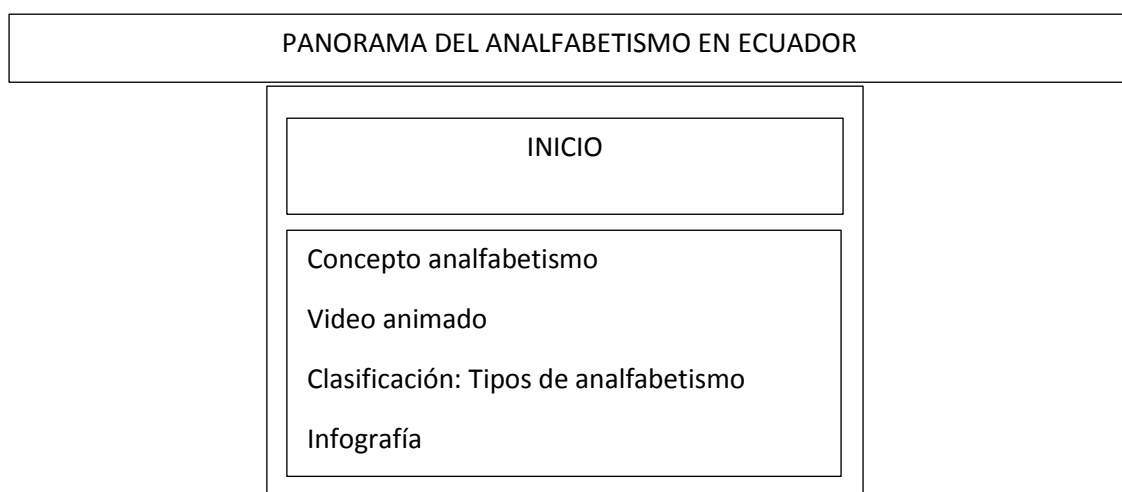 PANORAMA DEL ANALFABETISMO EN ECUADOR
INICIO
Concepto analfabetismo
Video animado
Clasificación: Tipos de analfabetismo
Infografía